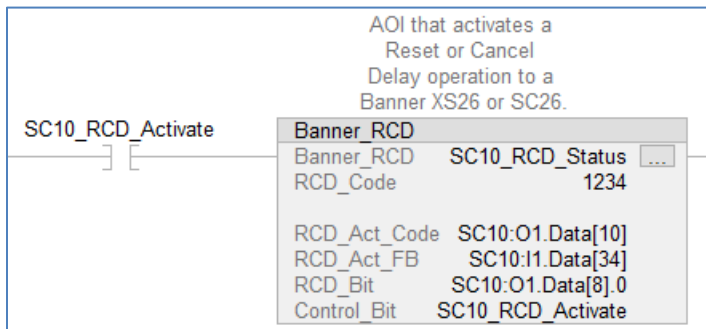 AOI that activates a
Reset or Cancel
Delay operation to a
Banner XS26 or SC26.
SC10_RCD_Activate
Banner_RCD
Banner_RCD SC10_RCD_Status ...
RCD_Code 1234
RCD_Act_Code SC10:O1.Data[10]
RCD_Act_FB SC10:I1.Data[34]
RCD_Bit SC10:O1.Data[8].0
Control_Bit SC10_RCD_Activate